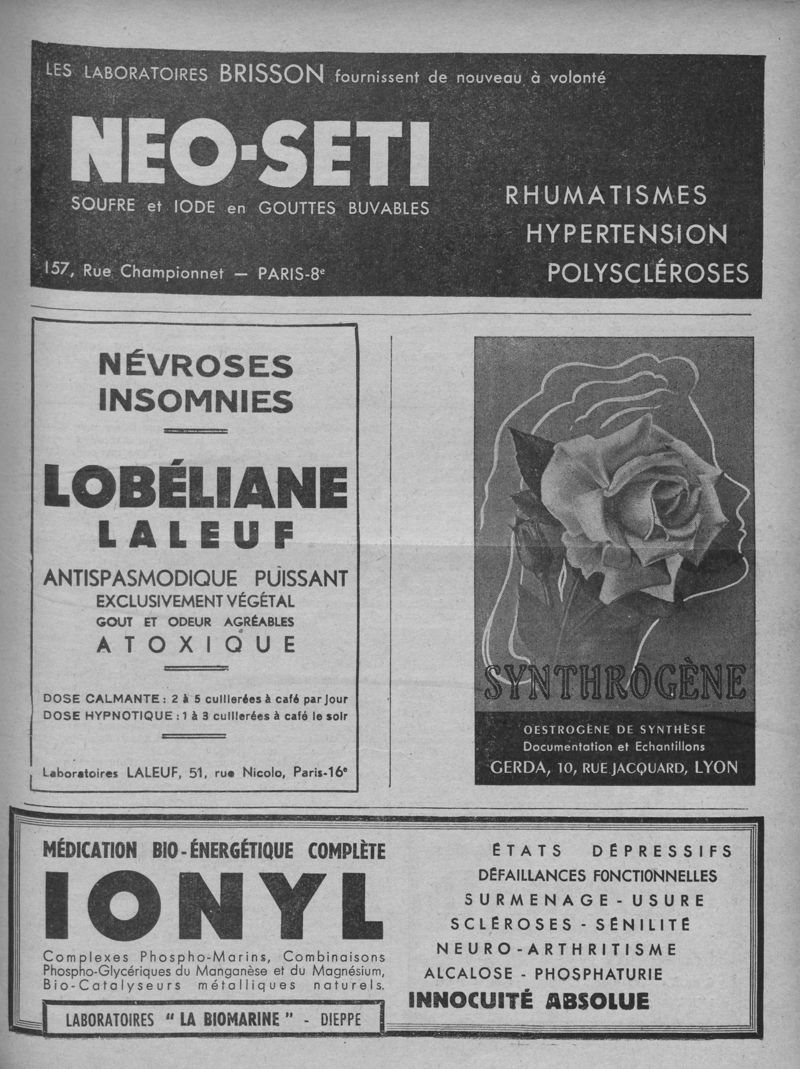 LES LABORATOIRES BRISSON fournissent de nouveau à volonté
NEO-SETI
SOUFRE et IODE en GOUTTES BUVABLES
RHUMATISMES
HYPERTENSION
POLYSCLÉROSES
157, Rue Championnet — PARIS-8e
NÉVROSES
INSOMNIES
LOBÉLIANE
LALEUF
ANTISPASMODIQUE PUISSANT
EXCLUSIVEMENT VÉGÉTAL
GOUT ET ODEUR AGRÉABLES
ATOXIQUE
DOSE CALMANTE : 2 à 5 cuillerées à café par jour
DOSE HYPNOTIQUE : 1 à 3 cuillerées à café le soir
Laboratoires LALEUF, 51, rue Nicolo, Paris-16e
SYNTHROGÈNE
OESTROGÈNE DE SYNTHÈSE
Documentation et Echantillons
GERDA, 10, RUE JACQUARD, LYON
MÉDICATION BIO-ÉNERGÉTIQUE COMPLÈTE
IONYL
Complexes Phospho-Marins, Combinaisons
Phospho-Glycériques du Manganèse et du Magnésium,
Bio-Catalyseurs métalliques naturels.
LABORATOIRES "LA BIOMARINE" - DIEPPE
ÉTATS DÉPRESSIFS
DÉFAILLANCES FONCTIONNELLES
SURMENAGE - USURE
SCLÉROSES - SÉNILITÉ
NEURO-ARTHRITISME
ALCALOSE - PHOSPHATURIE
INNOCUITÉ ABSOLUE